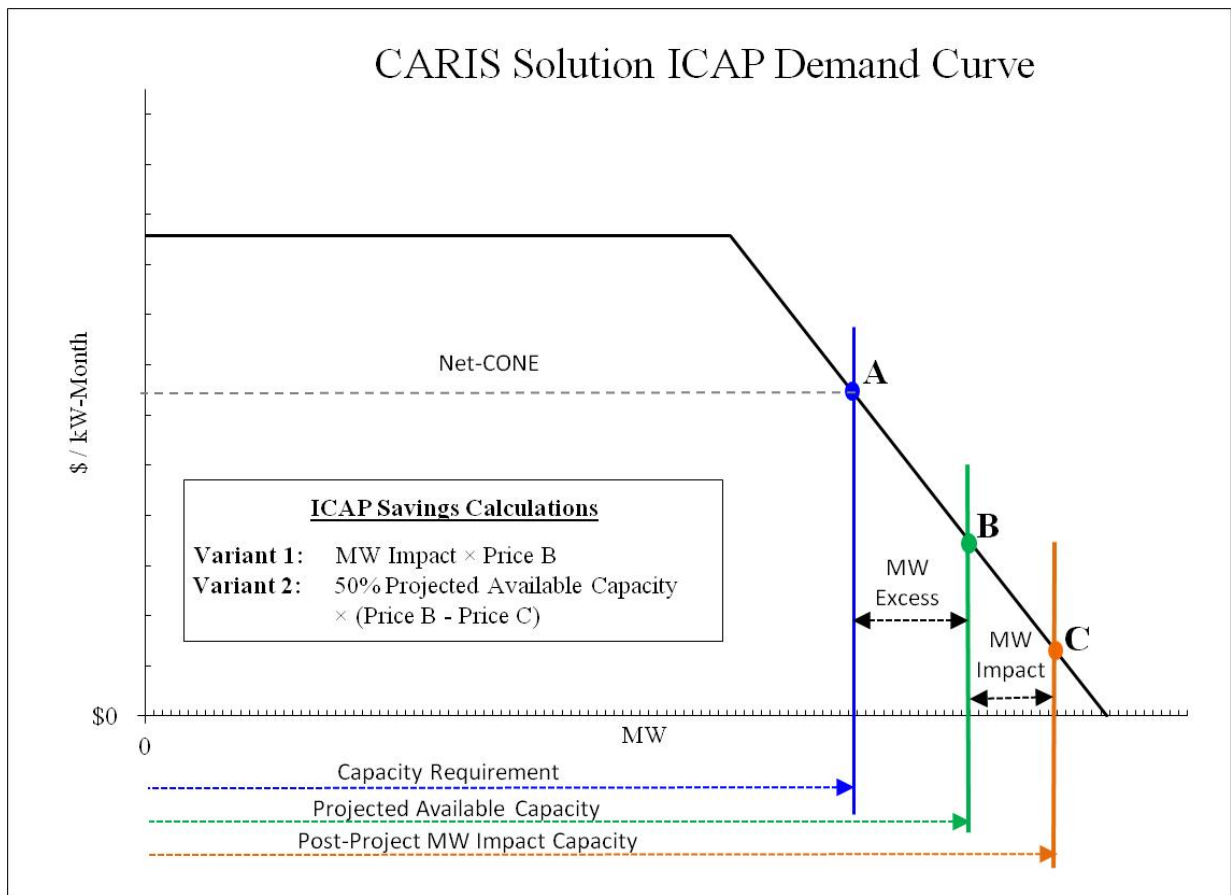 CARIS Solution ICAP Demand Curve
$ / kW-Month
Net-CONE
A
ICAP Savings Calculations
Variant 1: MW Impact × Price B
Variant 2: 50% Projected Available Capacity
× (Price B - Price C)
B
MW
Excess
C
MW
Impact
$0
0
MW
Capacity Requirement
Projected Available Capacity
Post-Project MW Impact Capacity